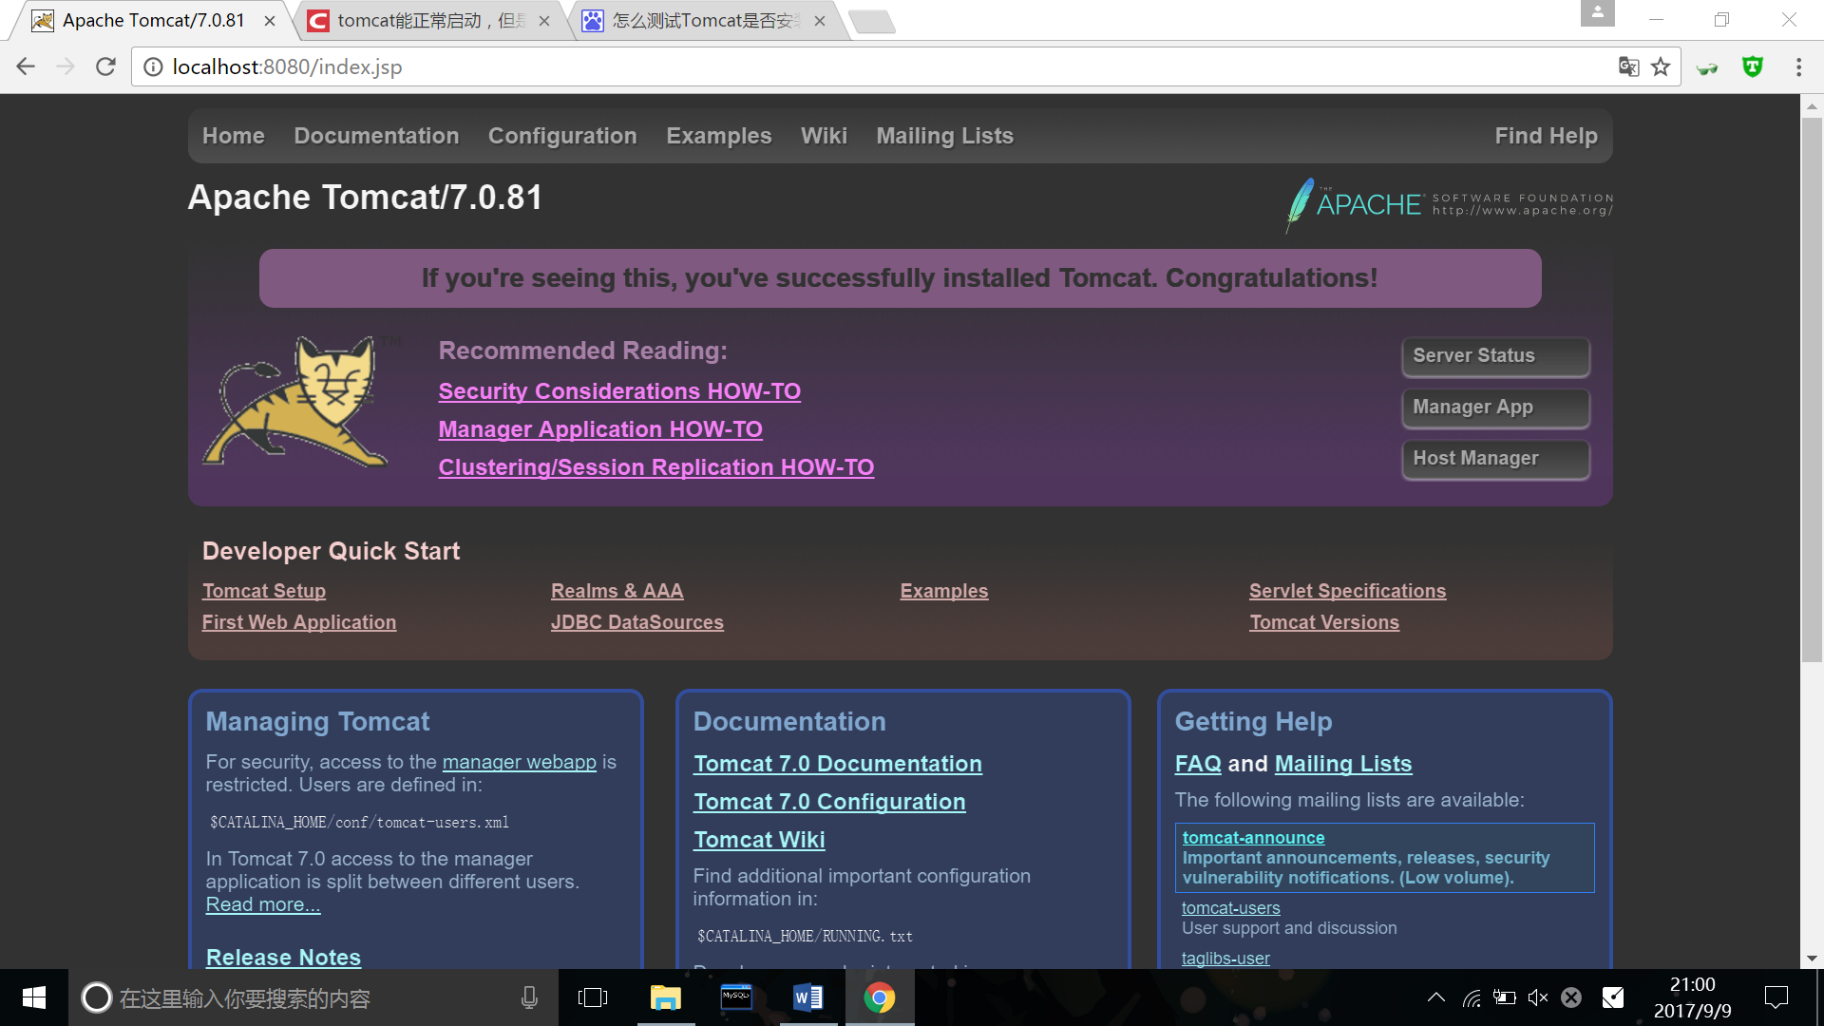 Apache Tomcat/7.0.81
tomcat能正常启动，但是
怎么测试Tomcat是否安装
localhost:8080/index.jsp
Home Documentation Configuration Examples Wiki Mailing Lists Find Help
Apache Tomcat/7.0.81
THE APACHE SOFTWARE FOUNDATION
http://www.apache.org/
If you're seeing this, you've successfully installed Tomcat. Congratulations!
TM
Recommended Reading:
Security Considerations HOW-TO
Manager Application HOW-TO
Clustering/Session Replication HOW-TO
Server Status
Manager App
Host Manager
Developer Quick Start
Tomcat Setup Realms & AAA Examples Servlet Specifications
First Web Application JDBC DataSources Tomcat Versions
Managing Tomcat
For security, access to the manager webapp is
restricted. Users are defined in:
$CATALINA_HOME/conf/tomcat-users.xml
In Tomcat 7.0 access to the manager
application is split between different users.
Read more...
Release Notes
Documentation
Tomcat 7.0 Documentation
Tomcat 7.0 Configuration
Tomcat Wiki
Find additional important configuration
information in:
$CATALINA_HOME/RUNNING.txt
Getting Help
FAQ and Mailing Lists
The following mailing lists are available:
tomcat-announce
Important announcements, releases, security
vulnerability notifications. (Low volume).
tomcat-users
User support and discussion
taglibs-user
在这里输入你要搜索的内容
MySQL
21:00
2017/9/9